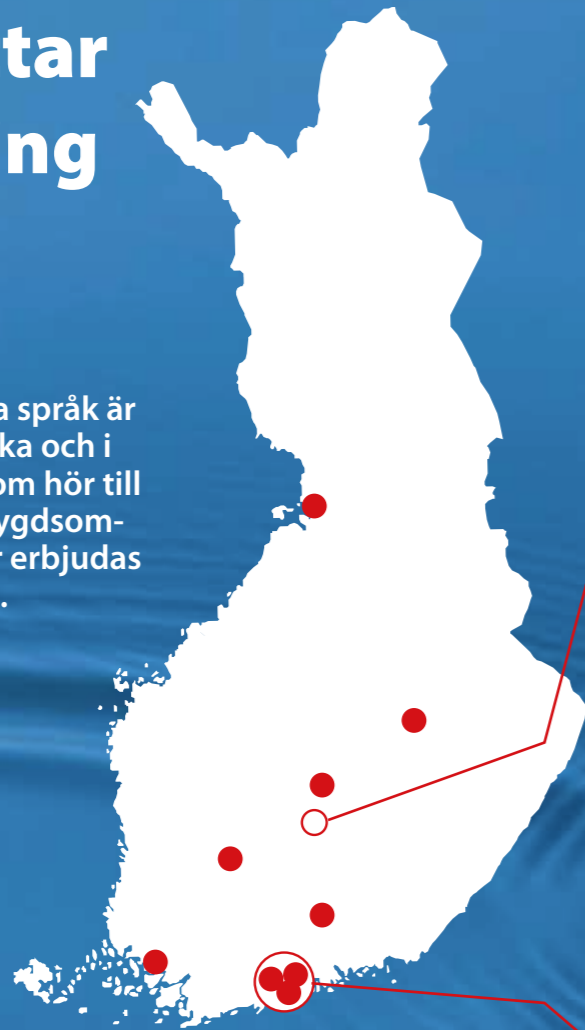 tar
ng
a språk är
ka och i
om hör till
ygdsom-
r erbjudas
.